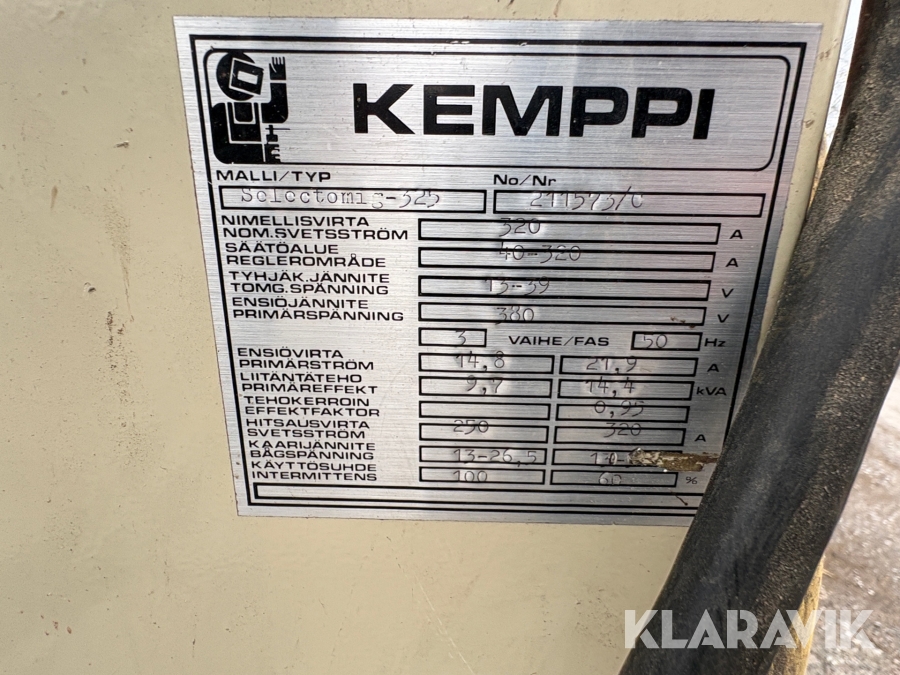 KEMPPI
MALLI/TYP No/Nr
Selectomig-325 211573/C
NIMELLISVIRTA
NOM.SVETSSTRÖM 320 A
SÄÄTÖALUE
REGLEROMRÅDE 40-320 A
TYHJÄK.JÄNNITE
TOMG.SPÄNNING 13-39 V
ENSIÖJÄNNITE
PRIMÄRSPÄNNING 380 V
3 VAIHE/FAS 50 Hz
ENSIÖVIRTA
PRIMÄRSTRÖM 14,8 21,9 A
LIITÄNTÄTEHO
PRIMÄREFFEKT 9,7 14,4 kVA
TEHOKERROIN
EFFEKTFAKTOR 0,95
HITSAUSVIRTA
SVETSSTRÖM 250 320 A
KAARIJÄNNITE
BÅGSPÄNNING 13-26,5
KÄYTTÖSUHDE
INTERMITTENS 100 60 %
KLARAVIK